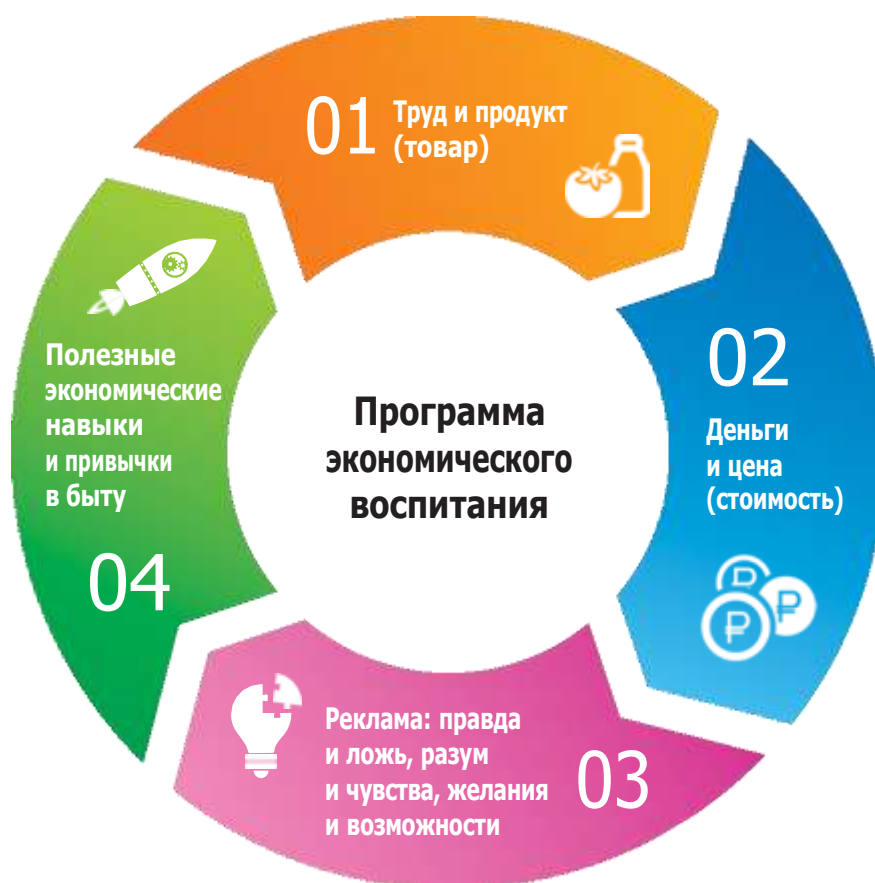 01 Труд и продукт
(товар)
02
Деньги
и цена
(стоимость)
Реклама: правда
и ложь, разум
и чувства, желания
и возможности
03
Полезные
экономические
навыки
и привычки
в быту
04
Программа
экономического
воспитания